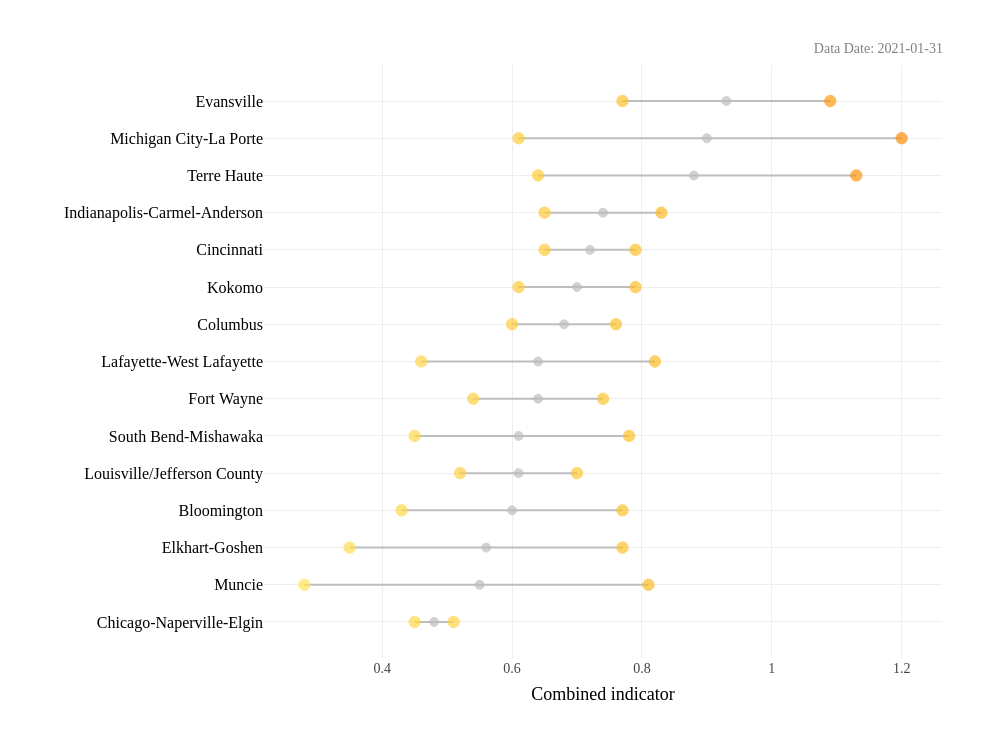 Data Date: 2021-01-31
Evansville
Michigan City-La Porte
Terre Haute
Indianapolis-Carmel-Anderson
Cincinnati
Kokomo
Columbus
Lafayette-West Lafayette
Fort Wayne
South Bend-Mishawaka
Louisville/Jefferson County
Bloomington
Elkhart-Goshen
Muncie
Chicago-Naperville-Elgin
0.4 0.6 0.8 1 1.2
Combined indicator